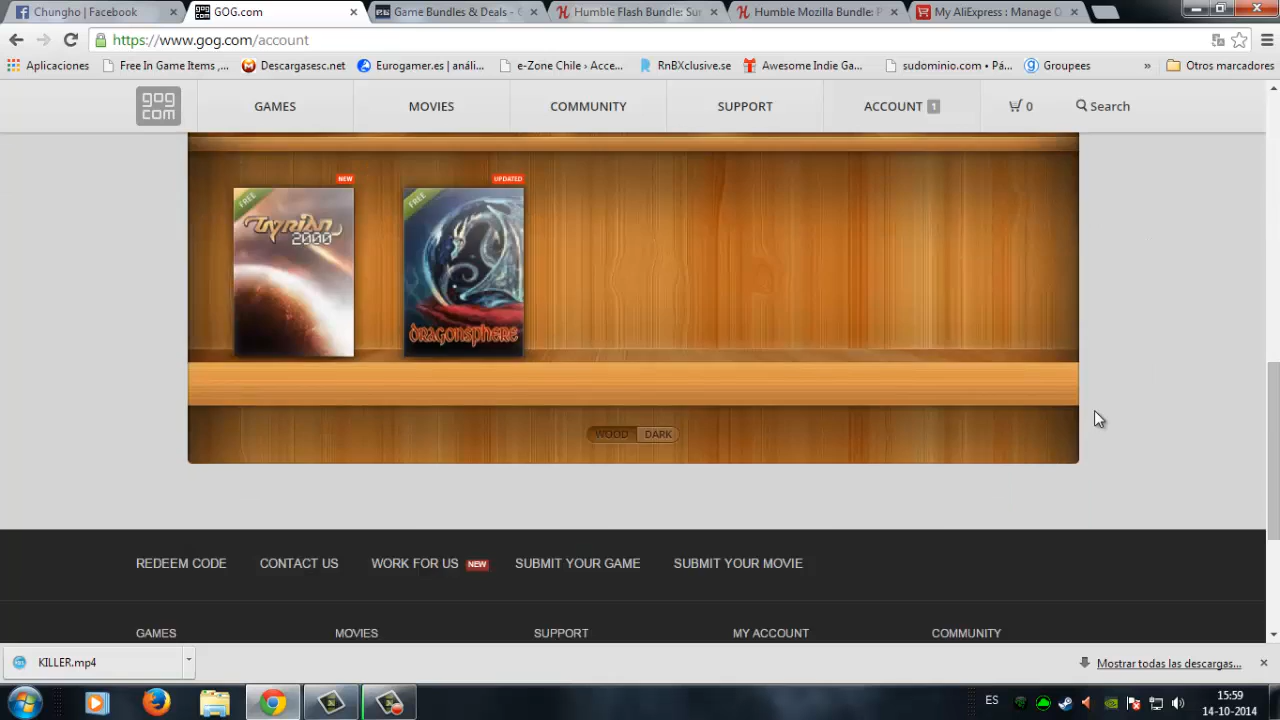 Chungho | Facebook
GOG.com
Game Bundles & Deals -
Humble Flash Bundle: Sur
Humble Mozilla Bundle: P
My AliExpress : Manage O
https://www.gog.com/account
Aplicaciones
Free In Game Items ,...
Descargasesc.net
Eurogamer.es | análi...
e-Zone Chile › Acce...
RnBXclusive.se
Awesome Indie Ga...
sudominio.com • Pá...
Groupees
»
Otros marcadores
gog
com
GAMES
MOVIES
COMMUNITY
SUPPORT
ACCOUNT 1
0
Search
NEW
UPDATED
FREE
TYRIAN
2000
FREE
DRAGONSPHERE
WOOD
DARK
REDEEM CODE
CONTACT US
WORK FOR US NEW
SUBMIT YOUR GAME
SUBMIT YOUR MOVIE
GAMES
MOVIES
SUPPORT
MY ACCOUNT
COMMUNITY
KILLER.mp4
Mostrar todas las descargas...
ES
15:59
14-10-2014